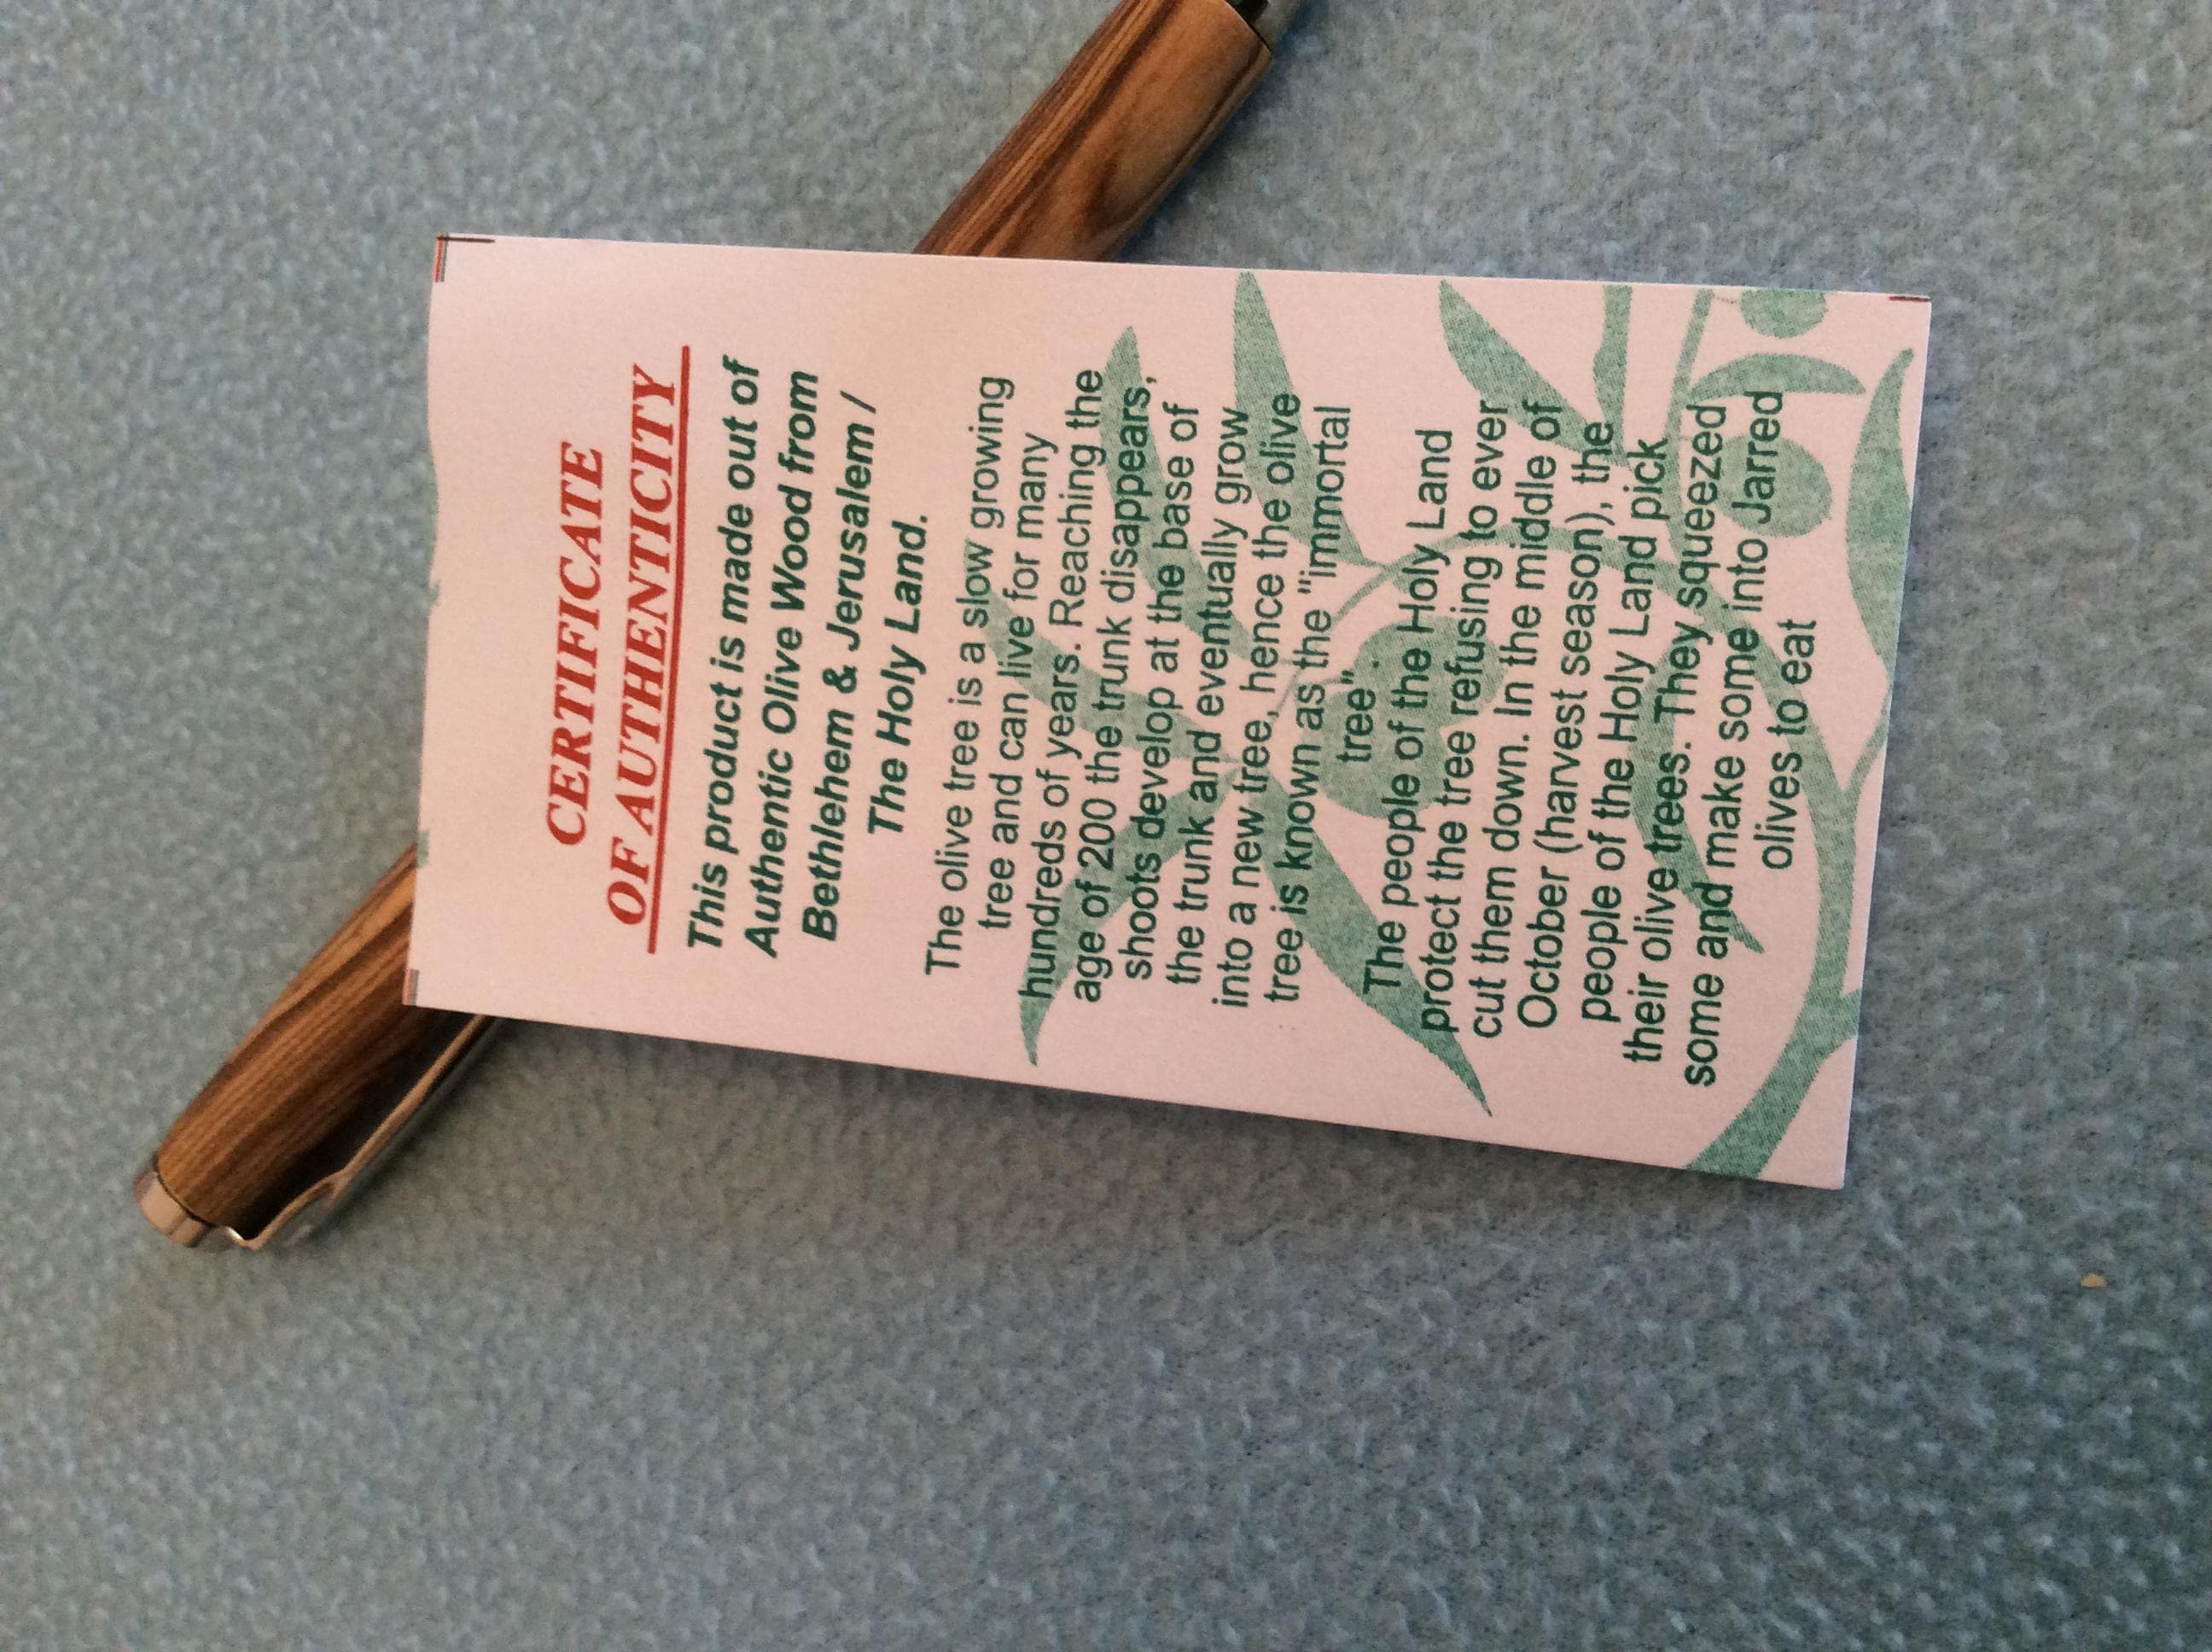 CERTIFICATE
OF AUTHENTICITY
This product is made out of
Authentic Olive Wood from
Bethlehem & Jerusalem /
The Holy Land.
The olive tree is a slow growing
tree and can live for many
hundreds of years. Reaching the
age of 200 the trunk disappears,
shoots develop at the base of
the trunk and eventually grow
into a new tree, hence the olive
tree is known as the "immortal
tree".
The people of the Holy Land
protect the tree refusing to ever
cut them down. In the middle of
October (harvest season), the
people of the Holy Land pick
their olive trees. They squeezed
some and make some into Jarred
olives to eat